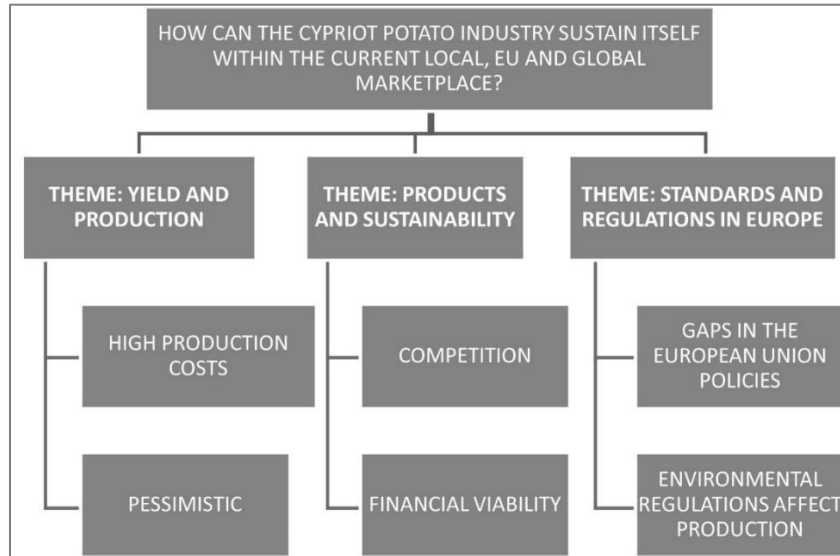 HOW CAN THE CYPRIOT POTATO INDUSTRY SUSTAIN ITSELF
WITHIN THE CURRENT LOCAL, EU AND GLOBAL
MARKETPLACE?
THEME: YIELD AND
PRODUCTION
HIGH PRODUCTION
COSTS
PESSIMISTIC
THEME: PRODUCTS
AND SUSTAINABILITY
COMPETITION
FINANCIAL VIABILITY
THEME: STANDARDS AND
REGULATIONS IN EUROPE
GAPS IN THE
EUROPEAN UNION
POLICIES
ENVIRONMENTAL
REGULATIONS AFFECT
PRODUCTION